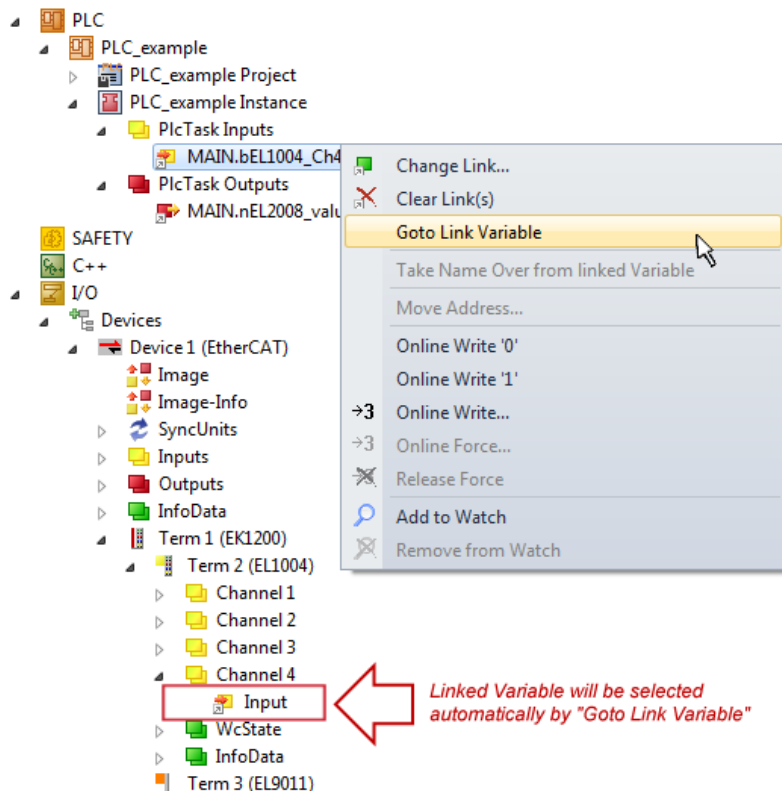 PLC
PLC_example
PLC_example Project
PLC_example Instance
PlcTask Inputs
MAIN.bEL1004_Ch4
PlcTask Outputs
MAIN.nEL2008_valu
SAFETY
C++
I/O
Devices
Device 1 (EtherCAT)
Image
Image-Info
SyncUnits
Inputs
Outputs
InfoData
Term 1 (EK1200)
Term 2 (EL1004)
Channel 1
Channel 2
Channel 3
Channel 4
Input
WcState
InfoData
Term 3 (EL9011)
Change Link...
Clear Link(s)
Goto Link Variable
Take Name Over from linked Variable
Move Address...
Online Write '0'
Online Write '1'
→3 Online Write...
→3 Online Force...
Release Force
Add to Watch
Remove from Watch
Linked Variable will be selected
automatically by "Goto Link Variable"